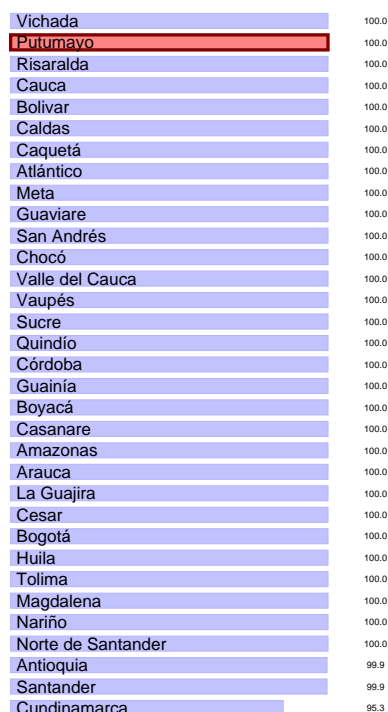 Vichada 100.0
Putumayo 100.0
Risaralda 100.0
Cauca 100.0
Bolivar 100.0
Caldas 100.0
Caquetá 100.0
Atlántico 100.0
Meta 100.0
Guaviare 100.0
San Andrés 100.0
Chocó 100.0
Valle del Cauca 100.0
Vaupés 100.0
Sucre 100.0
Quindío 100.0
Córdoba 100.0
Guainía 100.0
Boyacá 100.0
Casanare 100.0
Amazonas 100.0
Arauca 100.0
La Guajira 100.0
Cesar 100.0
Bogotá 100.0
Huila 100.0
Tolima 100.0
Magdalena 100.0
Nariño 100.0
Norte de Santander 100.0
Antioquia 99.9
Santander 99.9
Cundinamarca 95.3